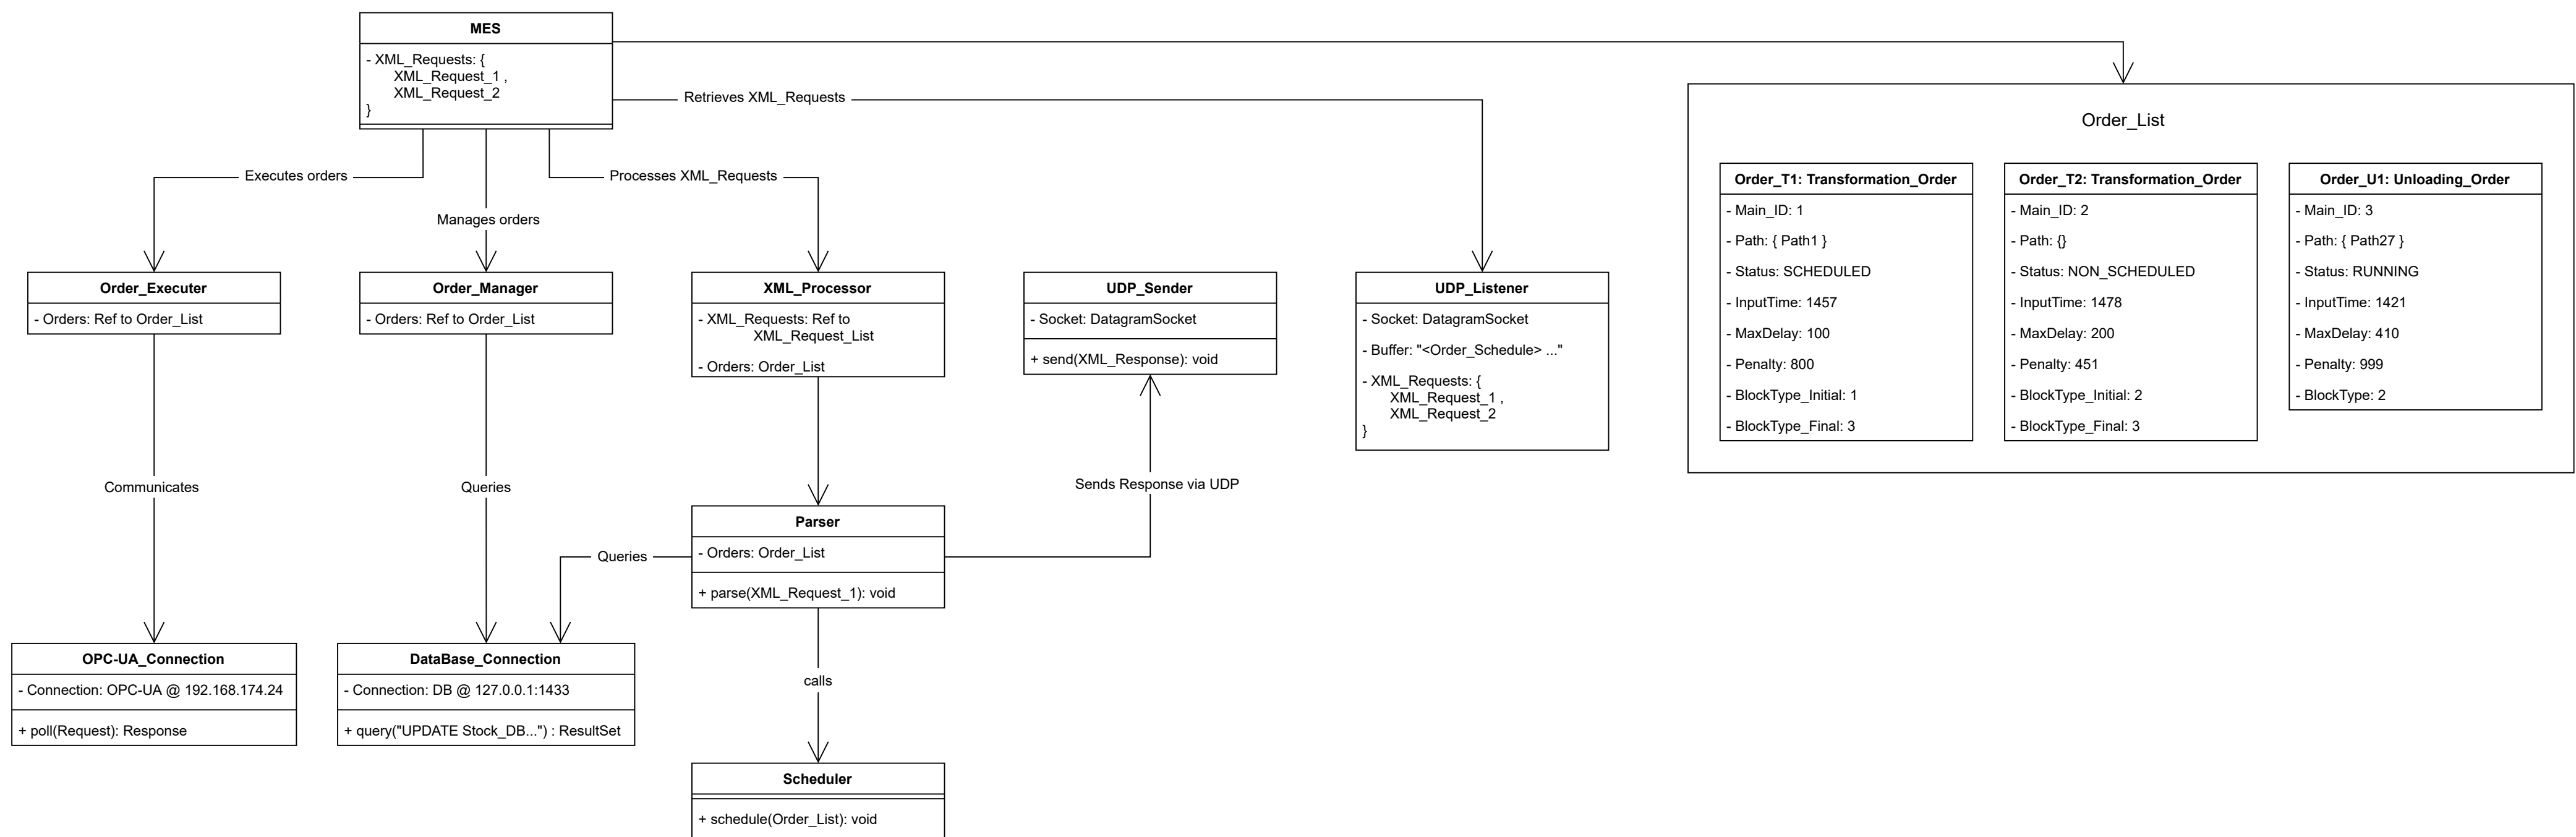 MES
- XML_Requests: {
XML_Request_1 ,
XML_Request_2
}
Retrieves XML_Requests
Executes orders
Manages orders
Processes XML_Requests
Order_List
Order_T1: Transformation_Order
- Main_ID: 1
- Path: { Path1 }
- Status: SCHEDULED
- InputTime: 1457
- MaxDelay: 100
- Penalty: 800
- BlockType_Initial: 1
- BlockType_Final: 3
Order_T2: Transformation_Order
- Main_ID: 2
- Path: {}
- Status: NON_SCHEDULED
- InputTime: 1478
- MaxDelay: 200
- Penalty: 451
- BlockType_Initial: 2
- BlockType_Final: 3
Order_U1: Unloading_Order
- Main_ID: 3
- Path: { Path27 }
- Status: RUNNING
- InputTime: 1421
- MaxDelay: 410
- Penalty: 999
- BlockType: 2
Order_Executer
- Orders: Ref to Order_List
Order_Manager
- Orders: Ref to Order_List
XML_Processor
- XML_Requests: Ref to
XML_Request_List
- Orders: Order_List
UDP_Sender
- Socket: DatagramSocket
+ send(XML_Response): void
UDP_Listener
- Socket: DatagramSocket
- Buffer: "<Order_Schedule> ..."
- XML_Requests: {
XML_Request_1 ,
XML_Request_2
}
Communicates
Queries
Sends Response via UDP
Parser
- Orders: Order_List
+ parse(XML_Request_1): void
Queries
OPC-UA_Connection
- Connection: OPC-UA @ 192.168.174.24
+ poll(Request): Response
DataBase_Connection
- Connection: DB @ 127.0.0.1:1433
+ query("UPDATE Stock_DB...") : ResultSet
calls
Scheduler
+ schedule(Order_List): void